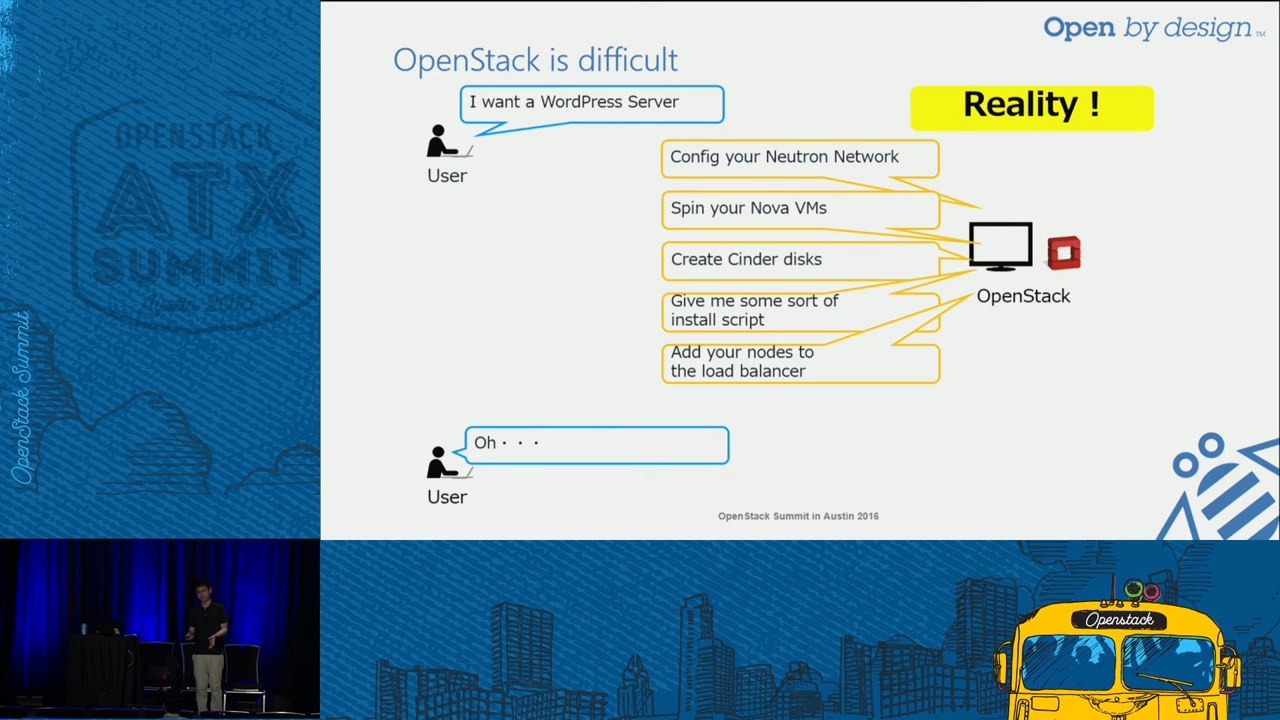 OPENSTACK
ATX
SUMMIT
OpenStack Summit
Open by design™
OpenStack is difficult
I want a WordPress Server
Reality !
User
Config your Neutron Network
Spin your Nova VMs
Create Cinder disks
Give me some sort of
install script
OpenStack
Add your nodes to
the load balancer
Oh・・・
User
OpenStack Summit in Austin 2016
Openstack